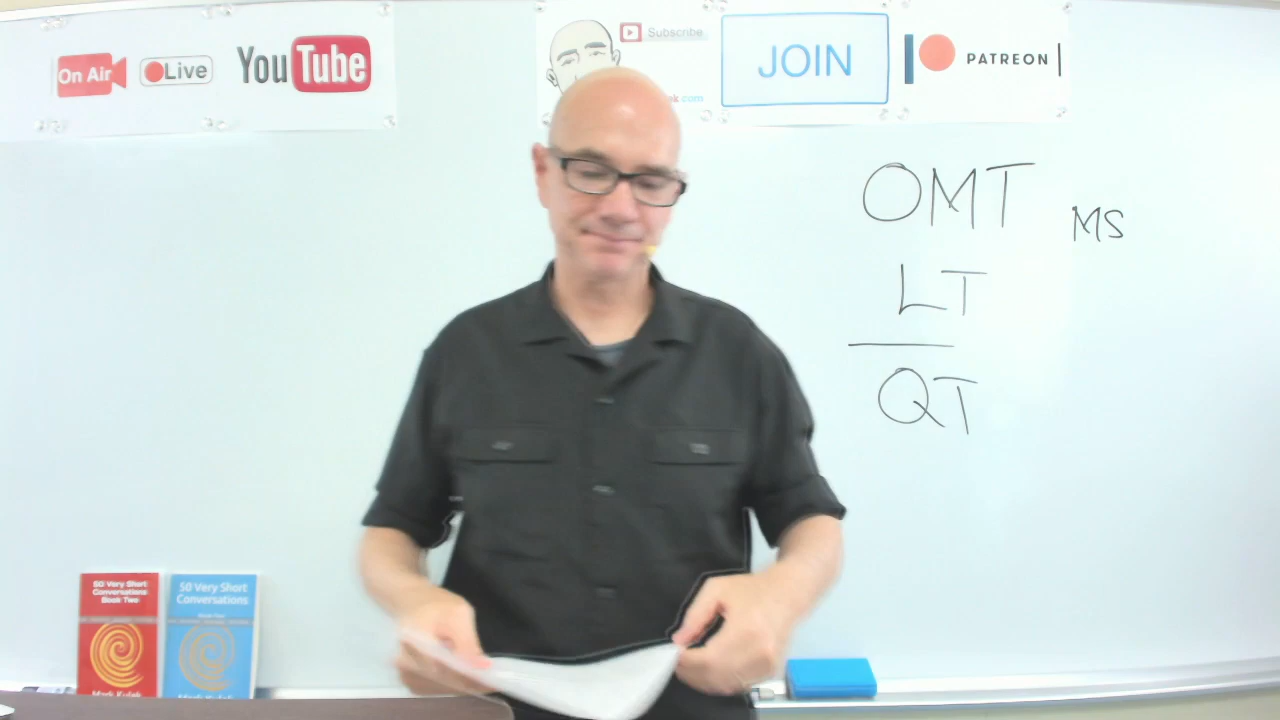 On Air
Live
YouTube
Subscribe
JOIN
PATREON
OMT
MS
LT
QT
50 Very Short
Conversations
Book Two
50 Very Short
Conversations